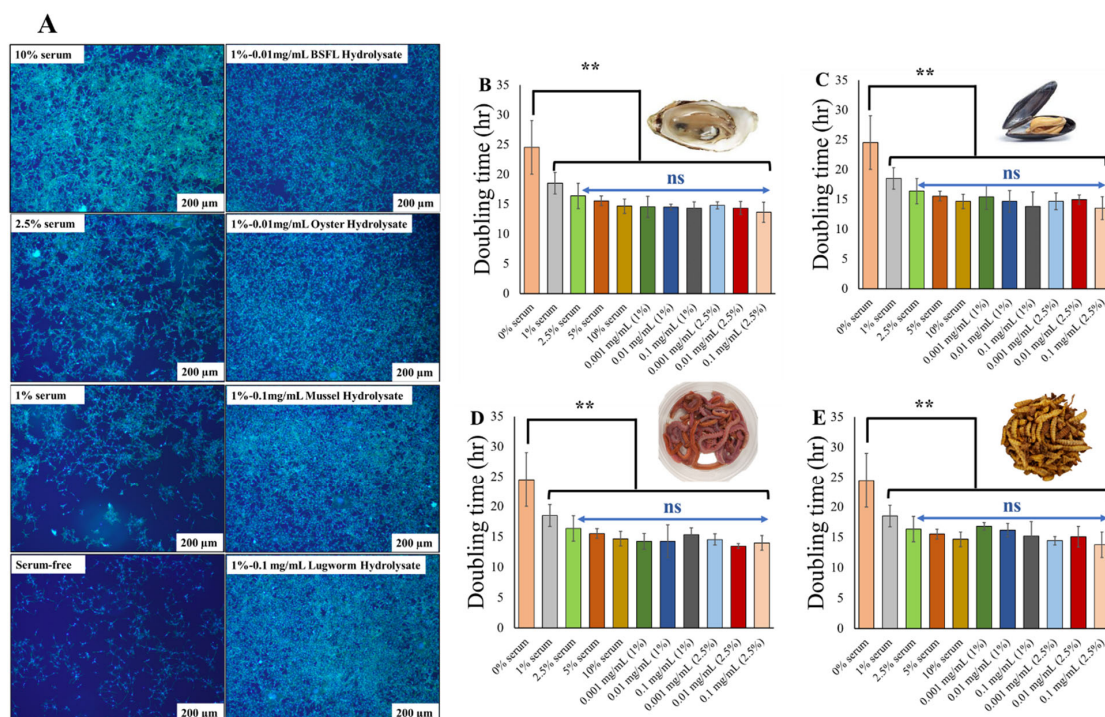 A
10% serum
1%-0.01mg/mL BSFL Hydrolysate
200 µm
200 µm
2.5% serum
1%-0.01mg/mL Oyster Hydrolysate
200 µm
200 µm
1% serum
1%-0.1mg/mL Mussel Hydrolysate
200 µm
200 µm
Serum-free
1%-0.1 mg/mL Lugworm Hydrolysate
200 µm
200 µm
B
**
ns
Doubling time (hr)
35
30
25
20
15
10
5
0
0% serum
1% serum
2.5% serum
5% serum
10% serum
0.001 mg/mL (1%)
0.01 mg/mL (1%)
0.1 mg/mL (1%)
0.001 mg/mL (2.5%)
0.01 mg/mL (2.5%)
0.1 mg/mL (2.5%)
C
**
ns
Doubling time (hr)
35
30
25
20
15
10
5
0
0% serum
1% serum
2.5% serum
5% serum
10% serum
0.001 mg/mL (1%)
0.01 mg/mL (1%)
0.1 mg/mL (1%)
0.001 mg/mL (2.5%)
0.01 mg/mL (2.5%)
0.1 mg/mL (2.5%)
D
**
ns
Doubling time (hr)
35
30
25
20
15
10
5
0
0% serum
1% serum
2.5% serum
5% serum
10% serum
0.001 mg/mL (1%)
0.01 mg/mL (1%)
0.1 mg/mL (1%)
0.001 mg/mL (2.5%)
0.01 mg/mL (2.5%)
0.1 mg/mL (2.5%)
E
**
ns
Doubling time (hr)
35
30
25
20
15
10
5
0
0% serum
1% serum
2.5% serum
5% serum
10% serum
0.001 mg/mL (1%)
0.01 mg/mL (1%)
0.1 mg/mL (1%)
0.001 mg/mL (2.5%)
0.01 mg/mL (2.5%)
0.1 mg/mL (2.5%)